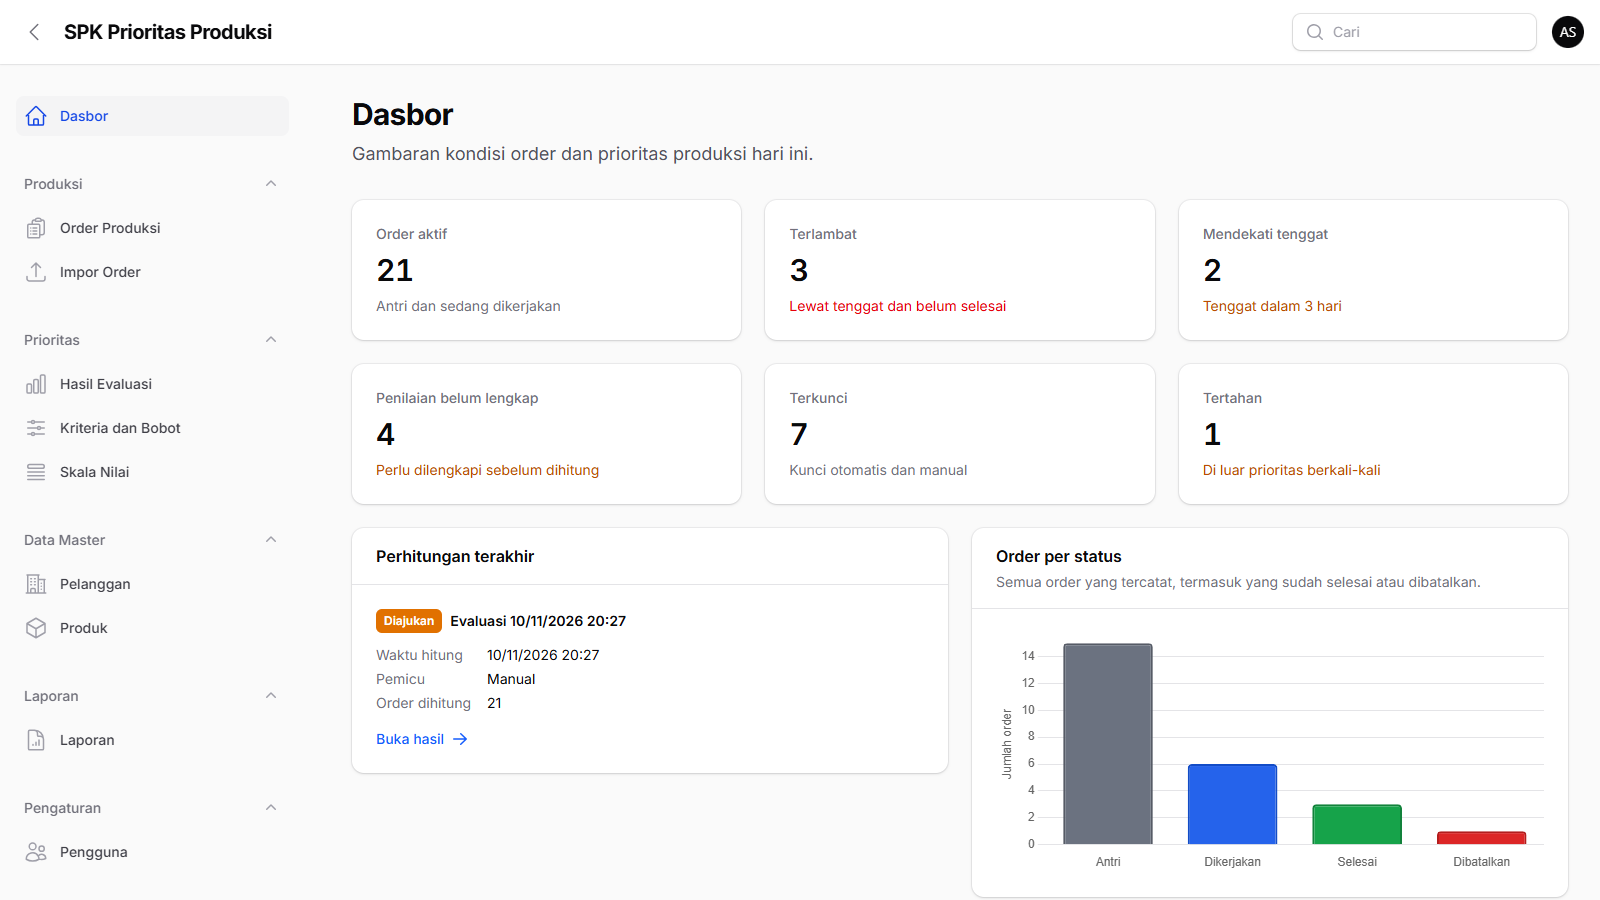 SPK Prioritas Produksi
Cari
AS
Dasbor
Produksi
Order Produksi
Impor Order
Prioritas
Hasil Evaluasi
Kriteria dan Bobot
Skala Nilai
Data Master
Pelanggan
Produk
Laporan
Laporan
Pengaturan
Pengguna
Dasbor
Gambaran kondisi order dan prioritas produksi hari ini.
Order aktif
21
Antri dan sedang dikerjakan
Terlambat
3
Lewat tenggat dan belum selesai
Mendekati tenggat
2
Tenggat dalam 3 hari
Penilaian belum lengkap
4
Perlu dilengkapi sebelum dihitung
Terkunci
7
Kunci otomatis dan manual
Tertahan
1
Di luar prioritas berkali-kali
Perhitungan terakhir
Diajukan Evaluasi 10/11/2026 20:27
Waktu hitung 10/11/2026 20:27
Pemicu Manual
Order dihitung 21
Buka hasil
Order per status
Semua order yang tercatat, termasuk yang sudah selesai atau dibatalkan.
Jumlah order
14
12
10
8
6
4
2
0
Antri Dikerjakan Selesai Dibatalkan